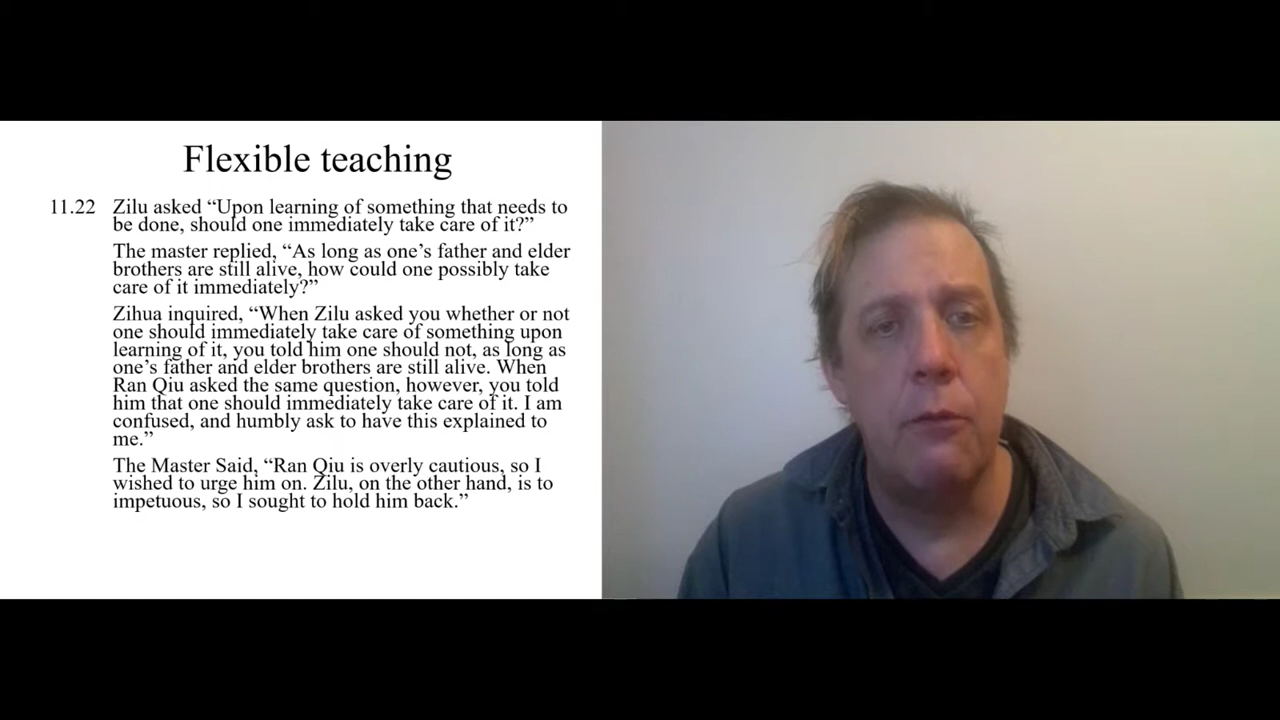 Flexible teaching
11.22 Zilu asked “Upon learning of something that needs to
be done, should one immediately take care of it?”
The master replied, “As long as one’s father and elder
brothers are still alive, how could one possibly take
care of it immediately?”
Zihua inquired, “When Zilu asked you whether or not
one should immediately take care of something upon
learning of it, you told him one should not, as long as
one’s father and elder brothers are still alive. When
Ran Qiu asked the same question, however, you told
him that one should immediately take care of it. I am
confused, and humbly ask to have this explained to
me.”
The Master Said, “Ran Qiu is overly cautious, so I
wished to urge him on. Zilu, on the other hand, is to
impetuous, so I sought to hold him back.”